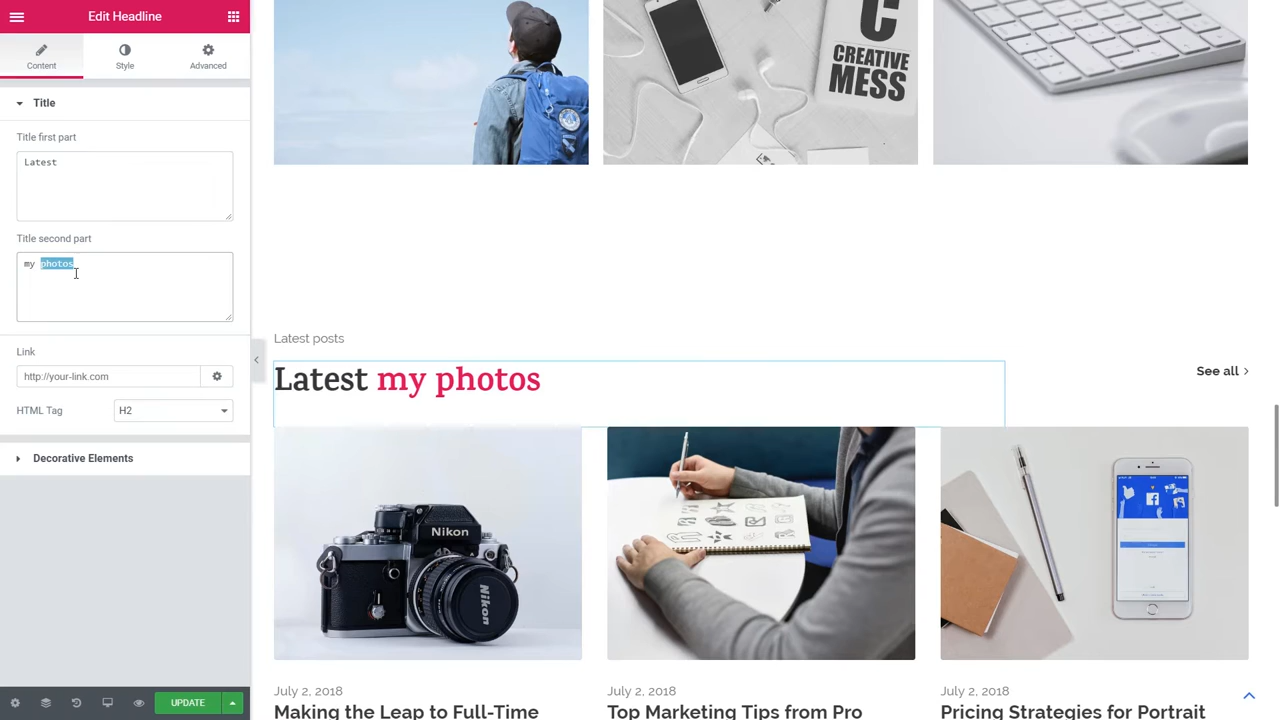 Edit Headline
Content
Style
Advanced
Title
Title first part
Latest
Title second part
my photos
Link
http://your-link.com
HTML Tag
H2
Decorative Elements
UPDATE
C
CREATIVE
MESS
Latest posts
Latest my photos
See all
Nikon
Nikon
July 2, 2018
Making the Leap to Full-Time
July 2, 2018
Top Marketing Tips from Pro
July 2, 2018
Pricing Strategies for Portrait